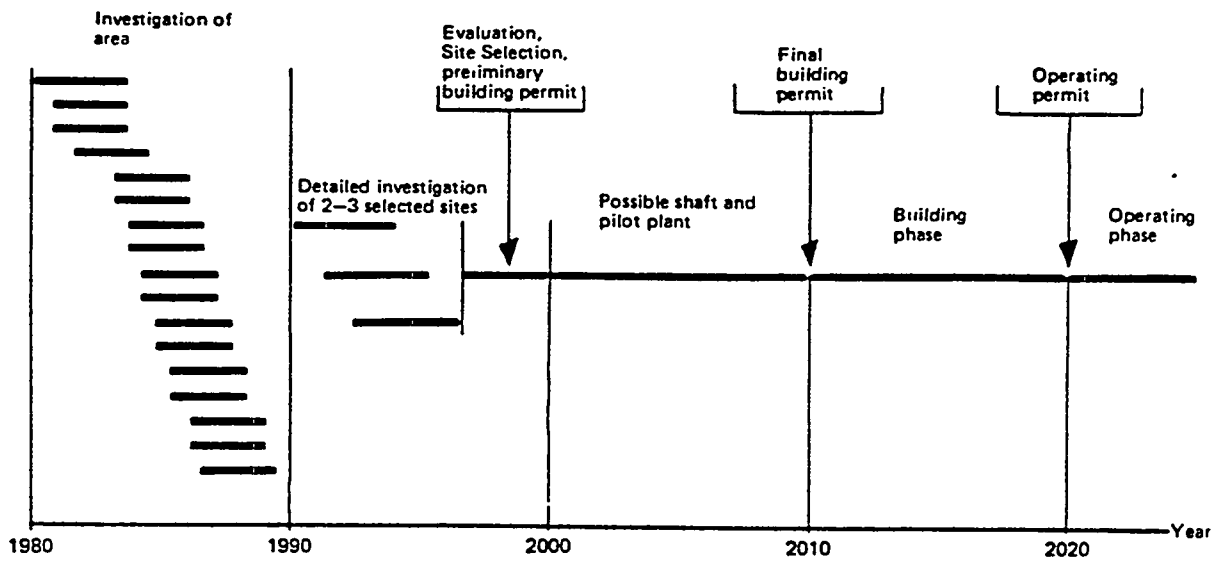 Investigation of
area
Evaluation,
Site Selection,
preliminary
building permit
Final
building
permit
Operating
permit
Detailed investigation
of 2–3 selected sites
Possible shaft and
pilot plant
Building
phase
Operating
phase
Year
1980
1990
2000
2010
2020